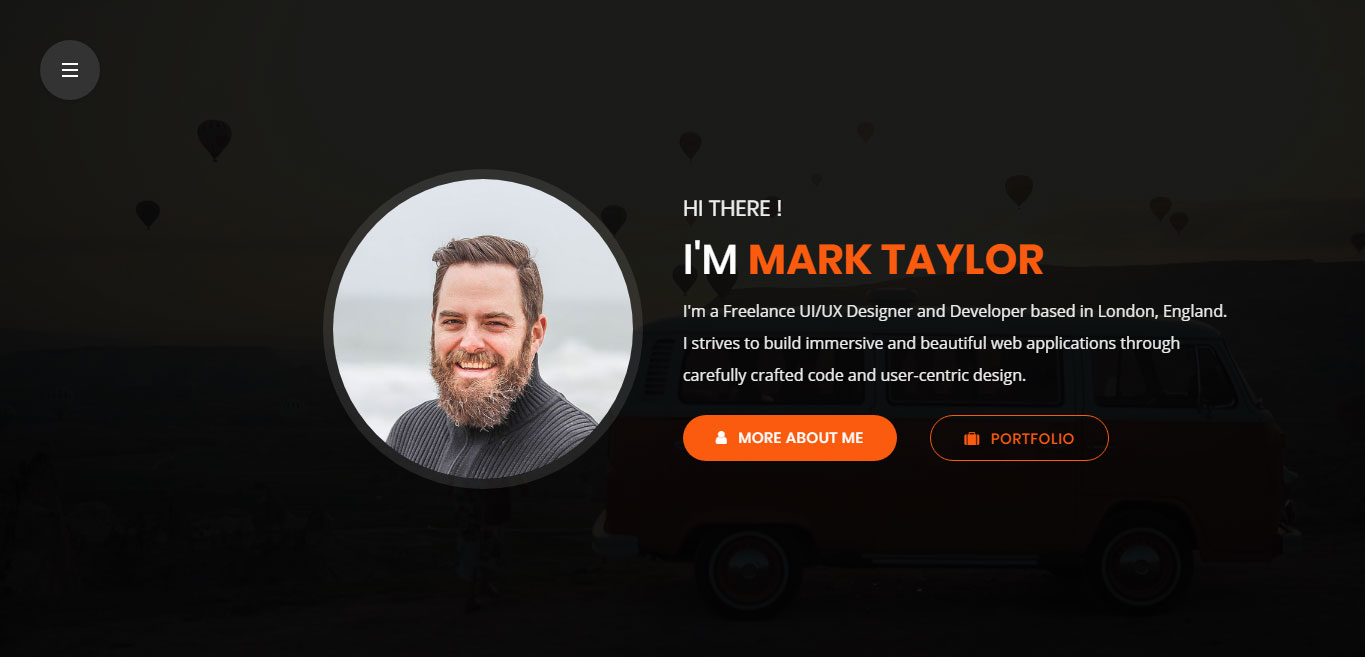 HI THERE !
I'M MARK TAYLOR
I'm a Freelance UI/UX Designer and Developer based in London, England.
I strives to build immersive and beautiful web applications through
carefully crafted code and user-centric design.
MORE ABOUT ME
PORTFOLIO